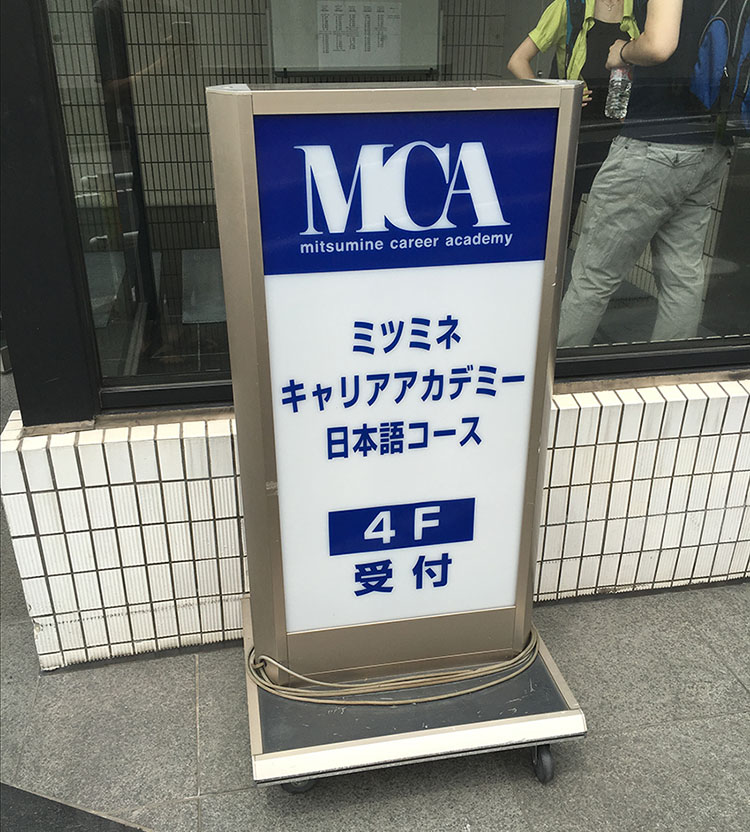 MCA
mitsumine career academy
ミツミネ
キャリアアカデミー
日本語コース
4F
受付